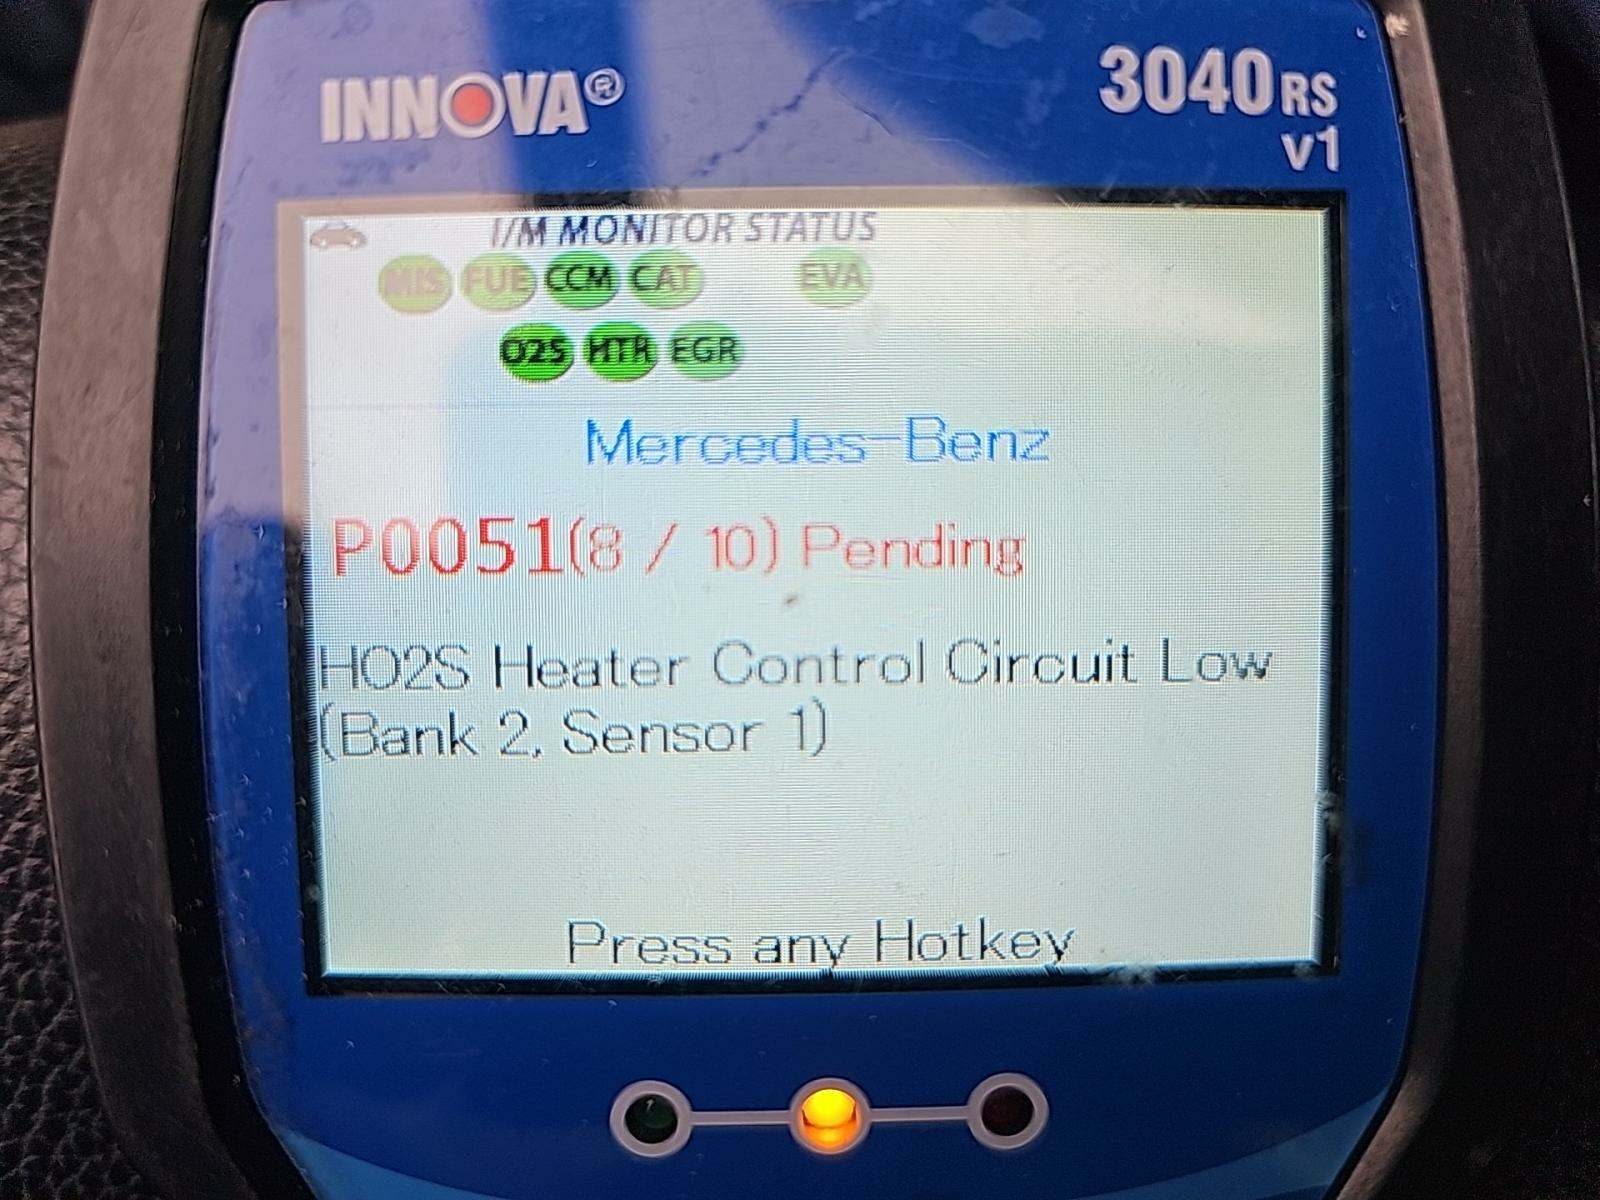 INNOVA®
3040RS
v1
I/M MONITOR STATUS
MIS FUE CCM CAT EVA
O2S HTR EGR
Mercedes-Benz
P0051(8 / 10) Pending
HO2S Heater Control Circuit Low
(Bank 2, Sensor 1)
Press any Hotkey